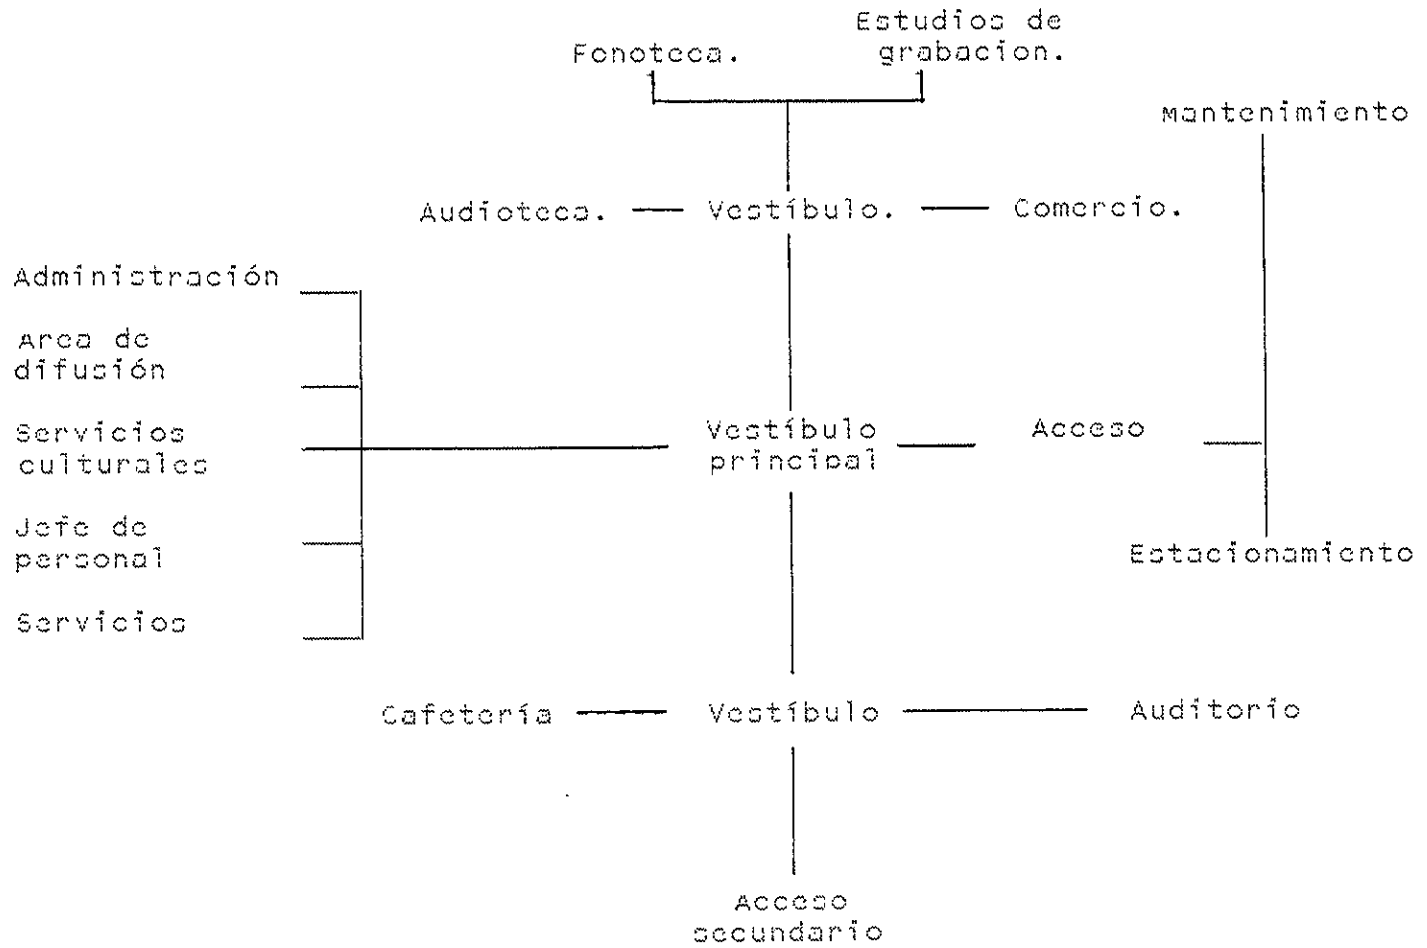 Estudios de
Fonoteca. grabacion.
Mantenimiento
Audioteca. Vestíbulo. Comercio.
Administración
Area de
difusión
Servicios
culturales
Vestíbulo
principal
Acceso
Jefe de
personal
Estacionamiento
Servicios
Cafetería Vestíbulo Auditorio
Acceso
secundario